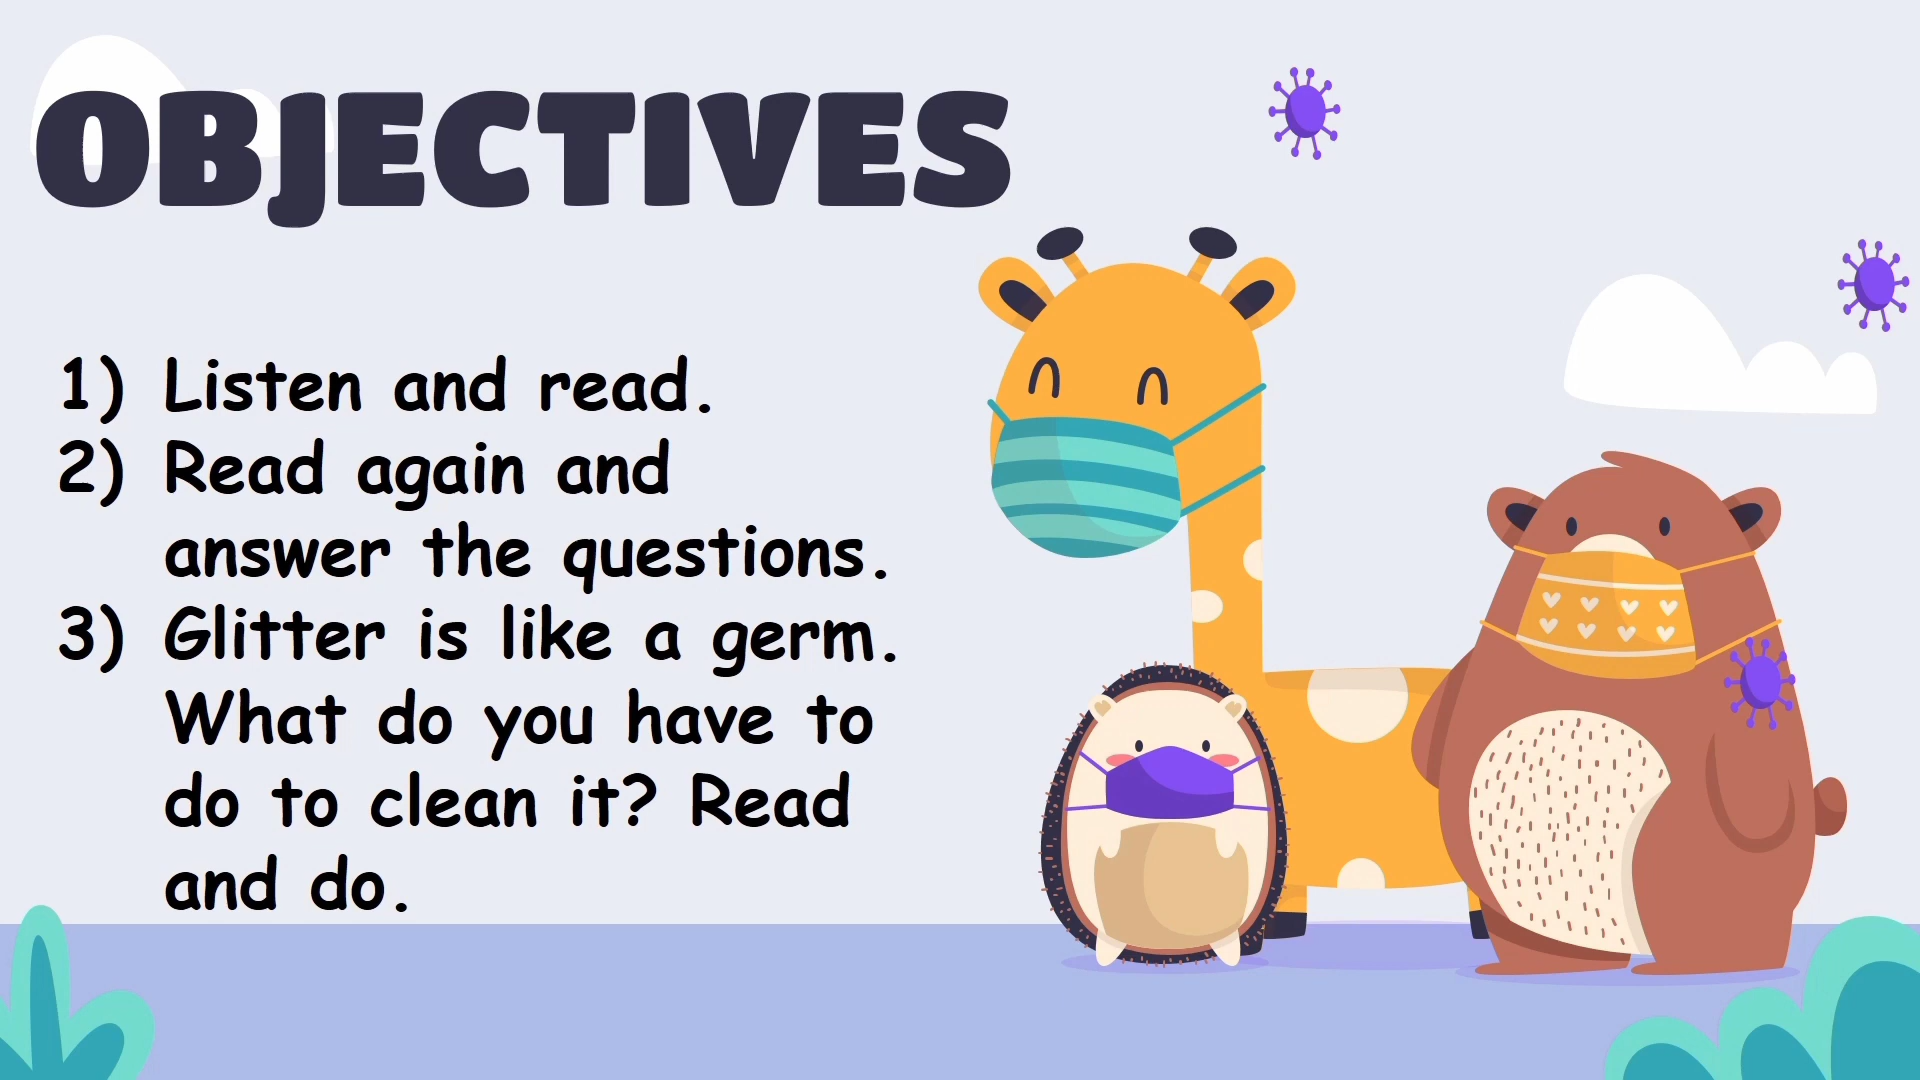 OBJECTIVES
1) Listen and read.
2) Read again and
answer the questions.
3) Glitter is like a germ.
What do you have to
do to clean it? Read
and do.